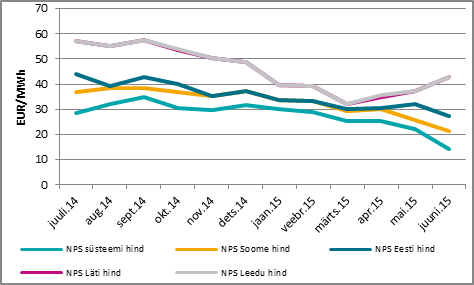 70
60
50
40
30
20
10
0
EUR/MWh
juuli.14 aug.14 sept.14 okt.14 nov.14 dets.14 jaan.15 veebr.15 märts.15 apr.15 mai.15 juuni.15
NPS süsteemi hind NPS Soome hind NPS Eesti hind
NPS Läti hind NPS Leedu hind